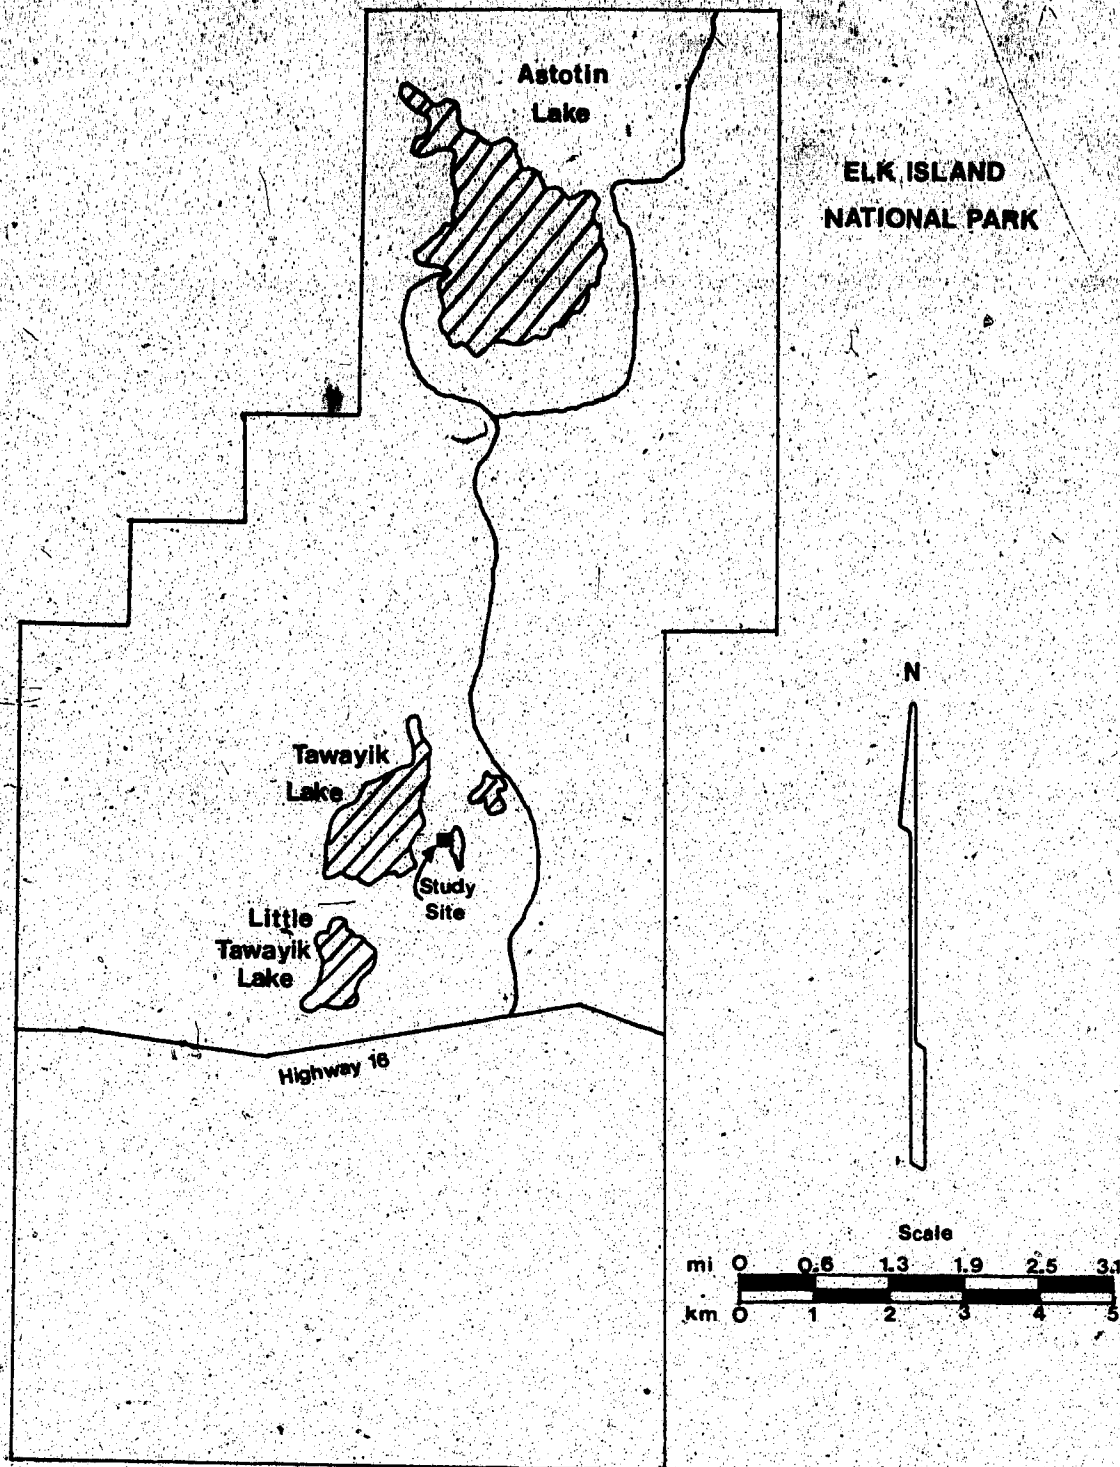 Astotin
Lake
ELK ISLAND
NATIONAL PARK
N
Tawayik
Lake
Study
Site
Little
Tawayik
Lake
Highway 16
Scale
mi 0 0.6 1.3 1.9 2.5 3.1
km 0 1 2 3 4 5